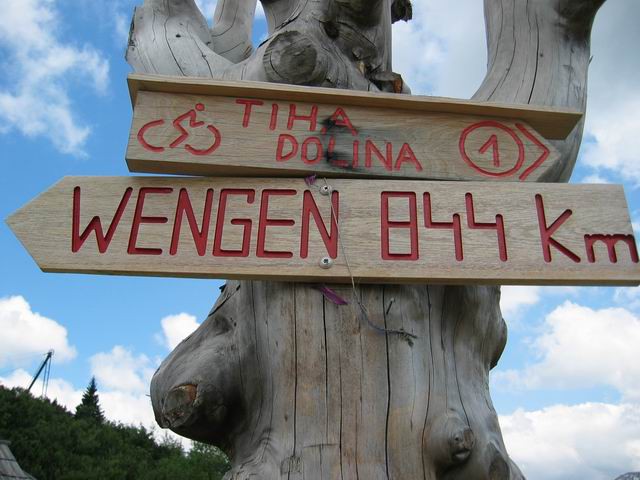 TIHA
DOLINA
1
WENGEN 844 Km